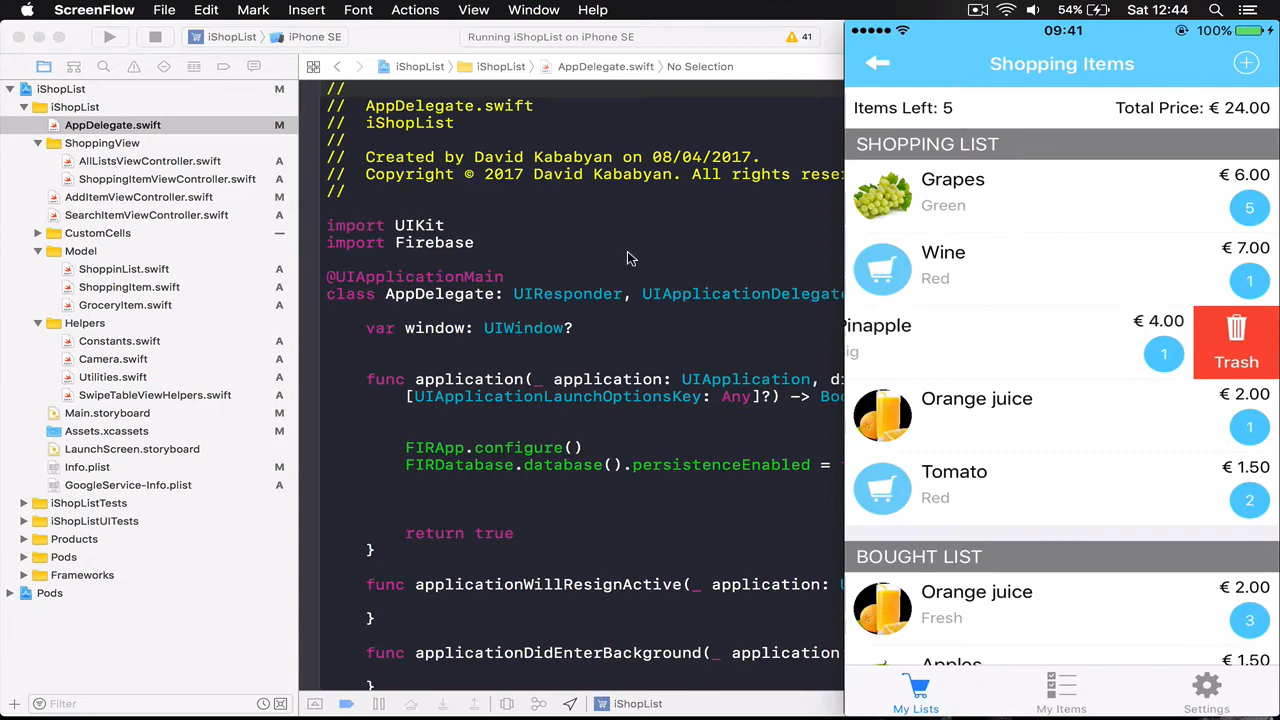 ScreenFlow File Edit Mark Insert Font Actions View Window Help 54% Sat 12:44
iShopList iPhone SE Running iShopList on iPhone SE 41
iShopList M
iShopList
AppDelegate.swift M
ShoppingView
AllListsViewController.swift A
ShoppingItemViewController.swift A
AddItemViewController.swift M
SearchItemViewController.swift A
CustomCells
Model
ShoppinList.swift A
ShoppingItem.swift A
GroceryItem.swift A
Helpers
Constants.swift A
Camera.swift A
Utilities.swift A
SwipeTableViewHelpers.swift A
Main.storyboard M
Assets.xcassets A
LaunchScreen.storyboard
Info.plist M
GoogleService-Info.plist A
iShopListTests
iShopListUITests
Products
Pods
Frameworks
Pods
Filter
iShopList iShopList AppDelegate.swift No Selection
//
// AppDelegate.swift
// iShopList
//
// Created by David Kababyan on 08/04/2017.
// Copyright © 2017 David Kababyan. All rights rese
//
import UIKit
import Firebase
@UIApplicationMain
class AppDelegate: UIResponder, UIApplicationDelegate
var window: UIWindow?
func application(_ application: UIApplication, di
[UIApplicationLaunchOptionsKey: Any]?) -> Boo
FIRApp.configure()
FIRDatabase.database().persistenceEnabled =
return true
}
func applicationWillResignActive(_ application: U
}
func applicationDidEnterBackground(_ application
}
iShopList
09:41 100%
Shopping Items
Items Left: 5 Total Price: € 24.00
SHOPPING LIST
Grapes € 6.00
Green 5
Wine € 7.00
Red 1
Pinapple € 4.00
ig 1
Trash
Orange juice € 2.00
1
Tomato € 1.50
Red 2
BOUGHT LIST
Orange juice € 2.00
Fresh 3
Apples € 1.50
My Lists My Items Settings